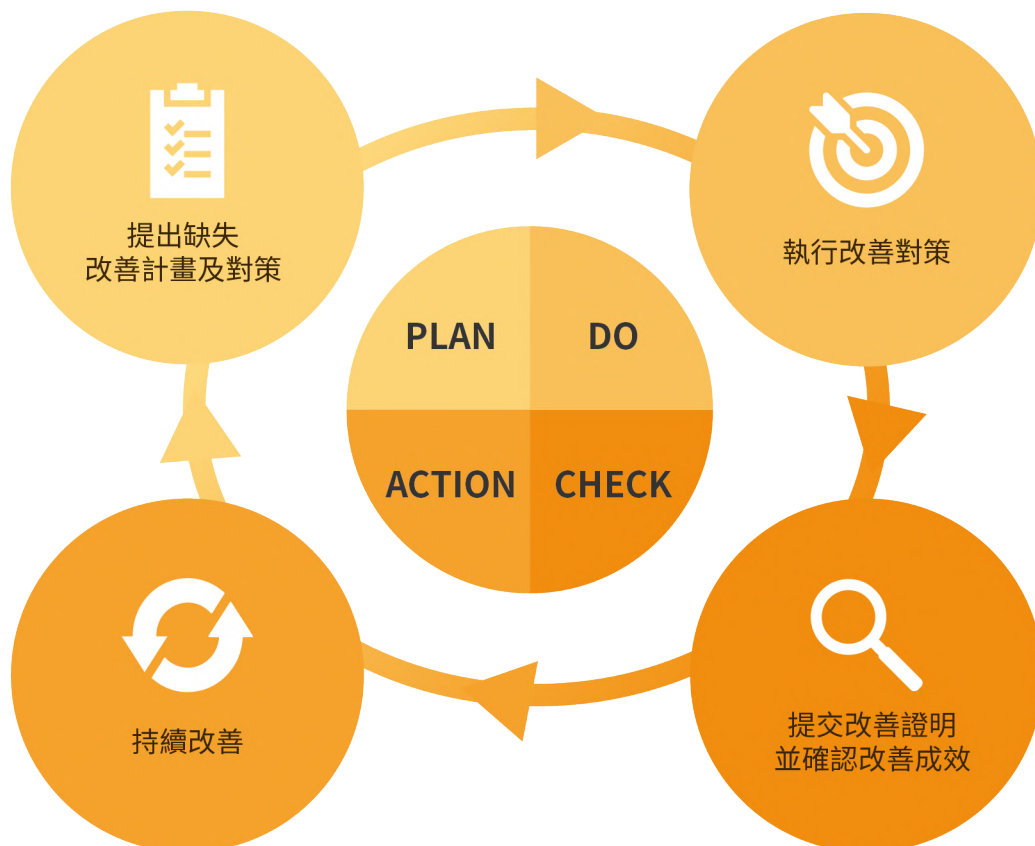 提出缺失
改善計畫及對策
執行改善對策
PLAN
DO
ACTION
CHECK
持續改善
提交改善證明
並確認改善成效